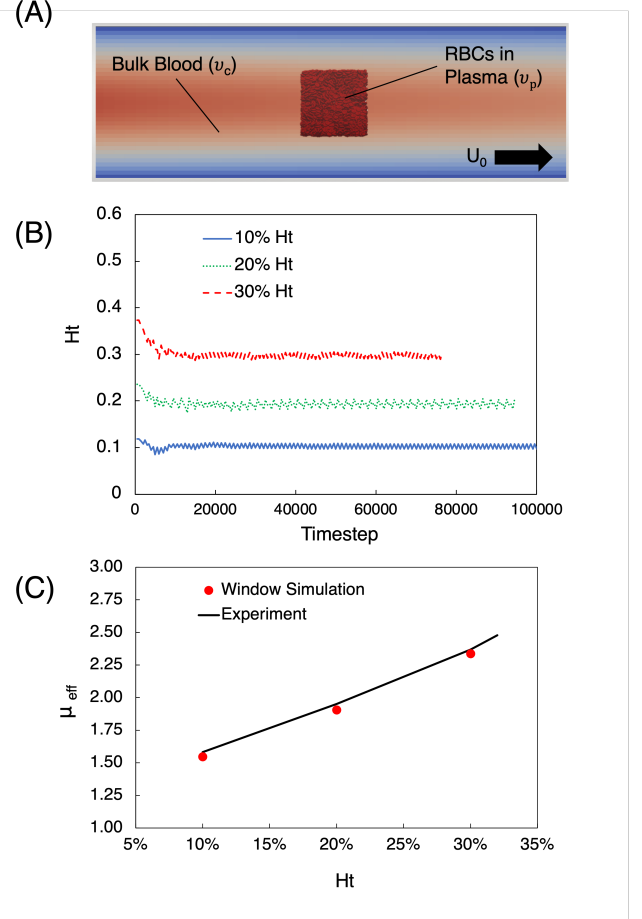 (A)
Bulk Blood (υc)
RBCs in
Plasma (υp)
U0
(B)
0.6
0.5
0.4
0.3
0.2
0.1
0
Ht
10% Ht
20% Ht
30% Ht
0 20000 40000 60000 80000 100000
Timestep
(C)
3.00
2.75
2.50
2.25
2.00
1.75
1.50
1.25
1.00
μ eff
Window Simulation
Experiment
5% 10% 15% 20% 25% 30% 35%
Ht